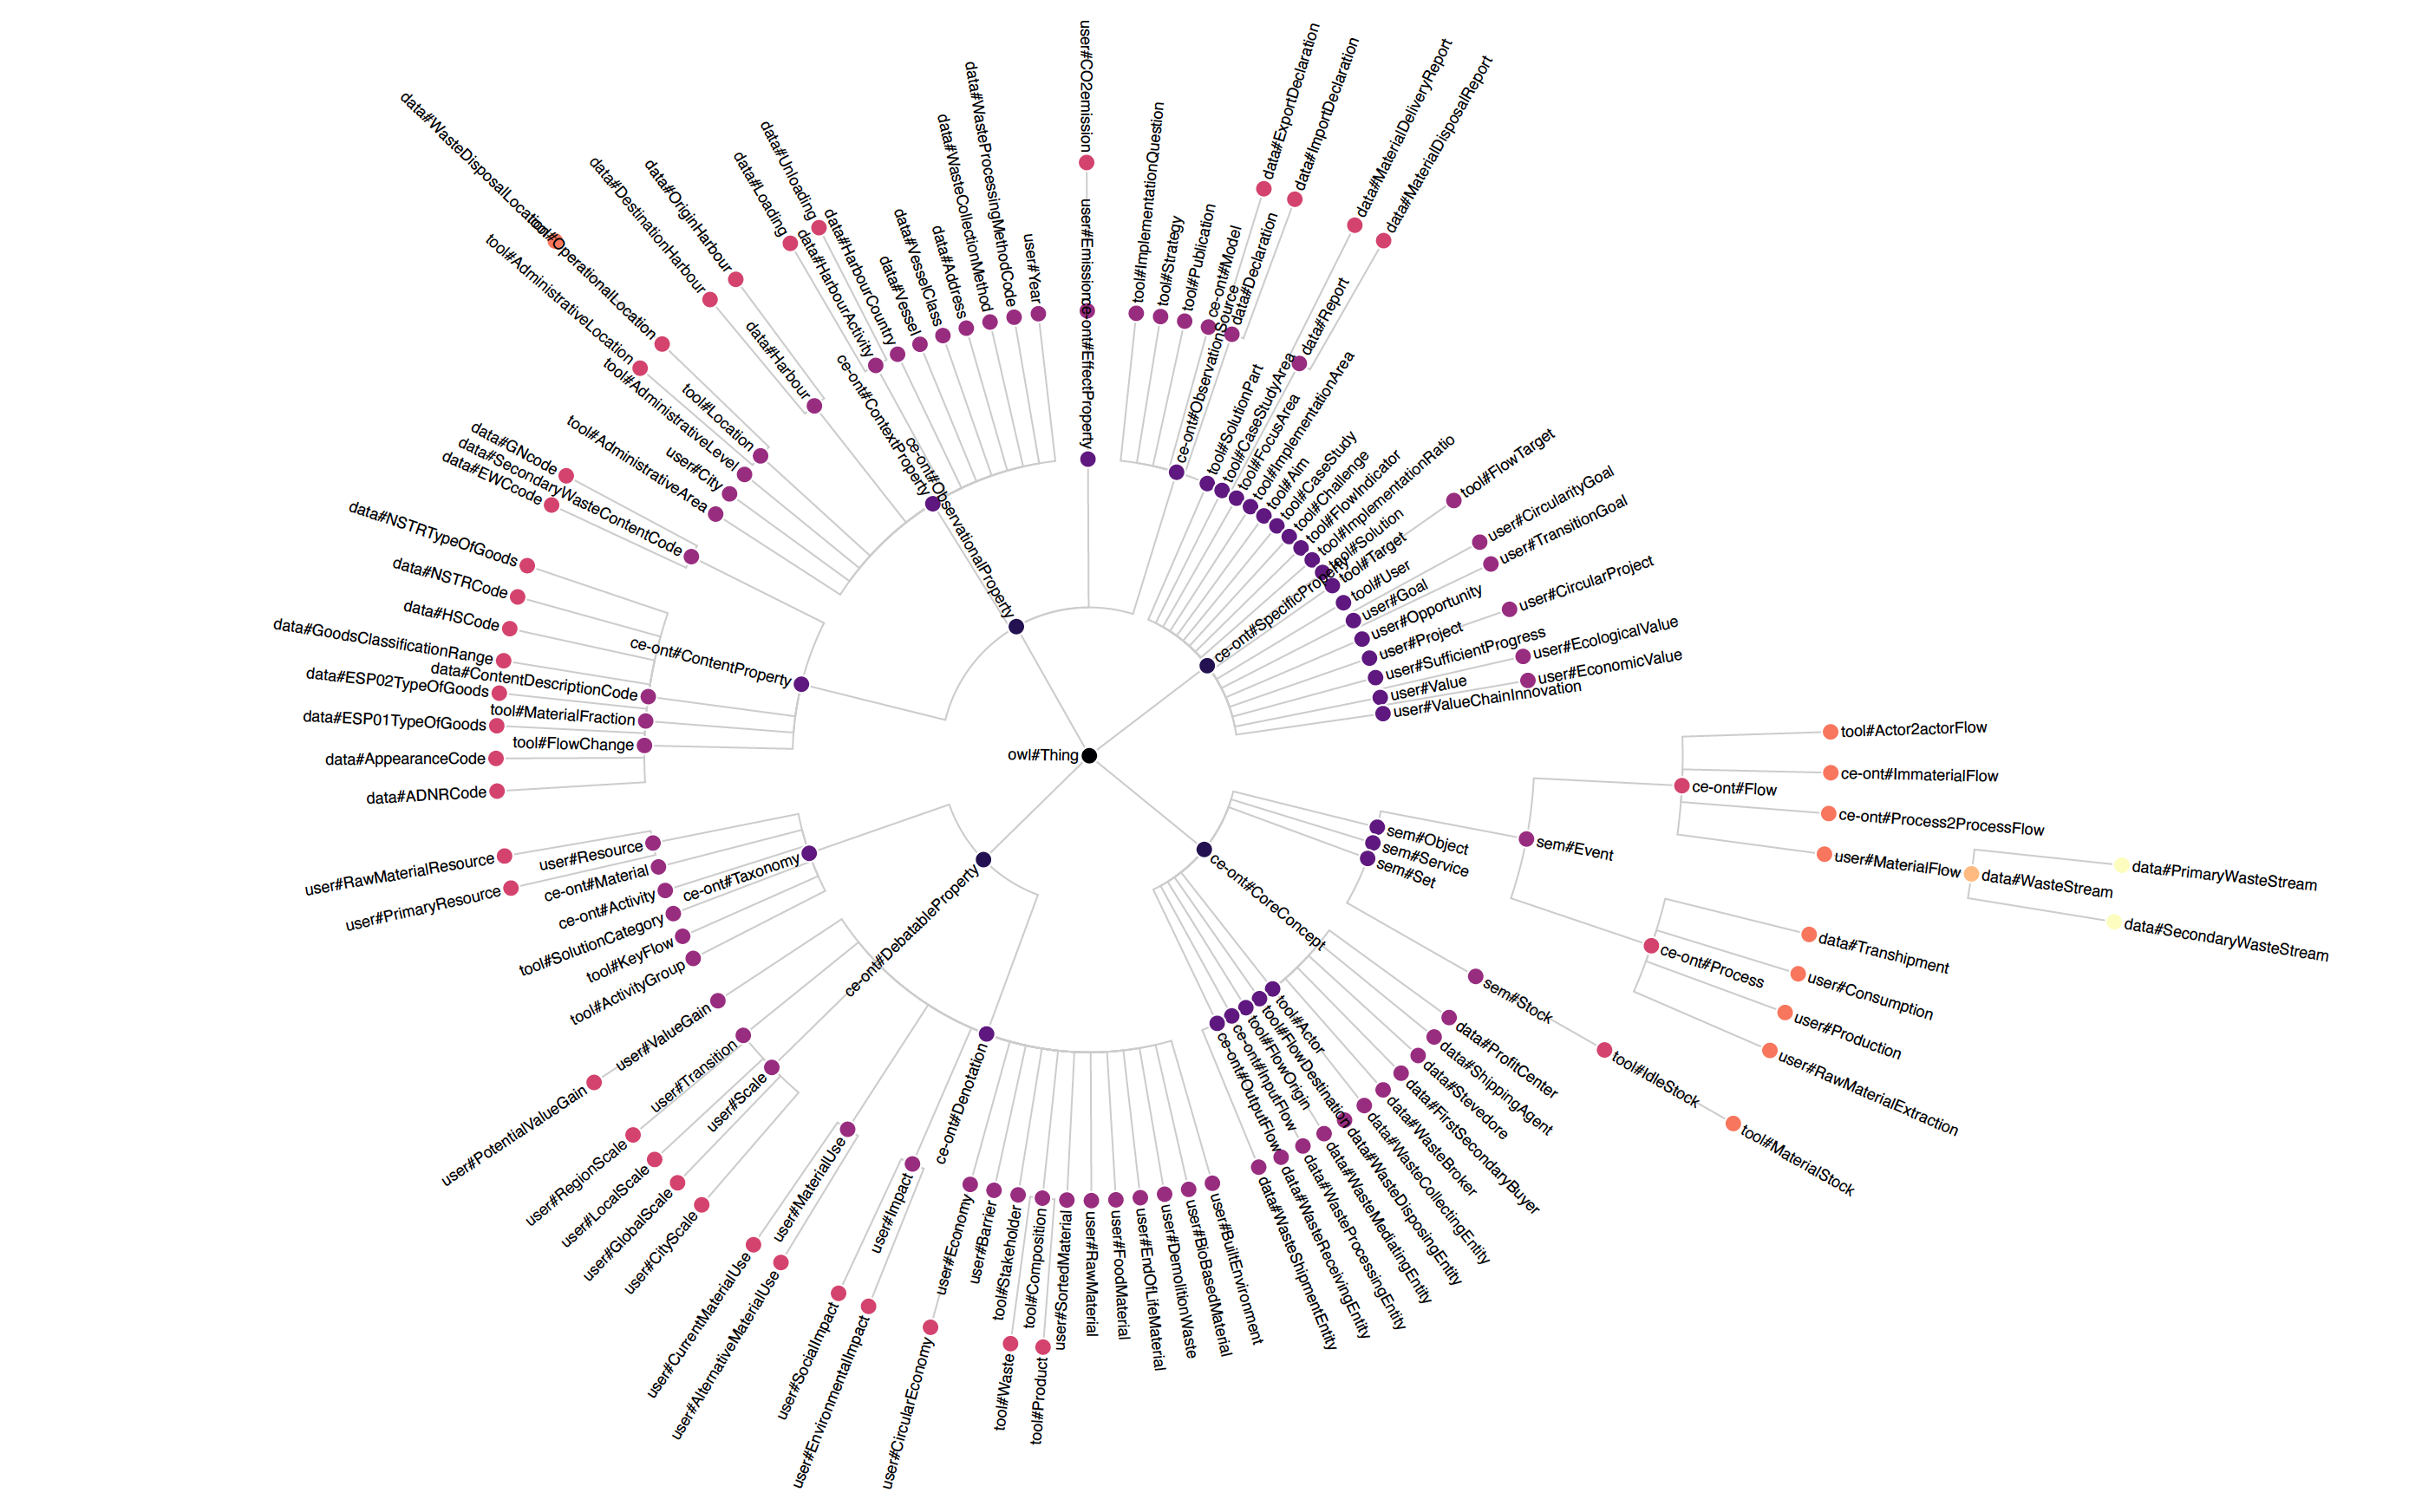 owl#Thing
ce-ont#ObservationalProperty
ce-ont#EffectProperty
user#Emission
user#CO2emission
ce-ont#ContextProperty
user#Year
data#WasteProcessingMethodCode
data#WasteCollectionMethod
data#Address
data#VesselClass
data#Vessel
data#HarbourCountry
data#HarbourActivity
data#Unloading
data#Loading
data#Harbour
data#OriginHarbour
data#DestinationHarbour
tool#Location
tool#OperationalLocation
data#WasteDisposalLocation
tool#AdministrativeLocation
tool#AdministrativeLevel
user#City
tool#AdministrativeArea
ce-ont#ContentProperty
data#SecondaryWasteContentCode
data#GNcode
data#EWCcode
data#ContentDescriptionCode
data#NSTRTypeOfGoods
data#NSTRCode
data#HSCode
data#GoodsClassificationRange
data#ESP02TypeOfGoods
data#ESP01TypeOfGoods
data#AppearanceCode
data#ADNRCode
tool#MaterialFraction
tool#FlowChange
ce-ont#ObservationSource
tool#ImplementationQuestion
tool#Strategy
tool#Publication
ce-ont#Model
data#Declaration
data#ExportDeclaration
data#ImportDeclaration
data#Report
data#MaterialDeliveryReport
data#MaterialDisposalReport
ce-ont#SpecificProperty
tool#SolutionPart
tool#CaseStudyArea
tool#FocusArea
tool#ImplementationArea
tool#Aim
tool#CaseStudy
tool#Challenge
tool#FlowIndicator
tool#ImplementationRatio
tool#Solution
tool#Target
tool#FlowTarget
tool#User
user#Goal
user#CircularityGoal
user#TransitionGoal
user#Opportunity
user#Project
user#CircularProject
user#SufficientProgress
user#Value
user#EcologicalValue
user#EconomicValue
user#ValueChainInnovation
ce-ont#CoreConcept
sem#Object
sem#Service
sem#Set
sem#Event
ce-ont#Flow
tool#Actor2actorFlow
ce-ont#ImmaterialFlow
ce-ont#Process2ProcessFlow
user#MaterialFlow
data#WasteStream
data#PrimaryWasteStream
data#SecondaryWasteStream
ce-ont#Process
data#Transhipment
user#Consumption
user#Production
user#RawMaterialExtraction
sem#Stock
tool#IdleStock
tool#MaterialStock
tool#Actor
data#ProfitCenter
data#ShippingAgent
data#Stevedore
data#FirstSecondaryBuyer
data#WasteBroker
data#WasteCollectingEntity
data#WasteDisposingEntity
data#WasteMediatingEntity
data#WasteProcessingEntity
data#WasteReceivingEntity
data#WasteShipmentEntity
tool#FlowDestination
tool#FlowOrigin
ce-ont#InputFlow
ce-ont#OutputFlow
ce-ont#DebatableProperty
ce-ont#Taxonomy
user#Resource
user#RawMaterialResource
user#PrimaryResource
ce-ont#Material
ce-ont#Activity
tool#SolutionCategory
tool#KeyFlow
tool#ActivityGroup
ce-ont#Denotation
user#ValueGain
user#PotentialValueGain
user#Transition
user#Scale
user#RegionScale
user#LocalScale
user#GlobalScale
user#CityScale
user#MaterialUse
user#CurrentMaterialUse
user#AlternativeMaterialUse
user#Impact
user#SocialImpact
user#EnvironmentalImpact
user#Economy
user#CircularEconomy
user#Barrier
tool#Stakeholder
tool#Composition
tool#Waste
tool#Product
user#SortedMaterial
user#RawMaterial
user#FoodMaterial
user#EndOfLifeMaterial
user#DemolitionWaste
user#BioBasedMaterial
user#BuiltEnvironment